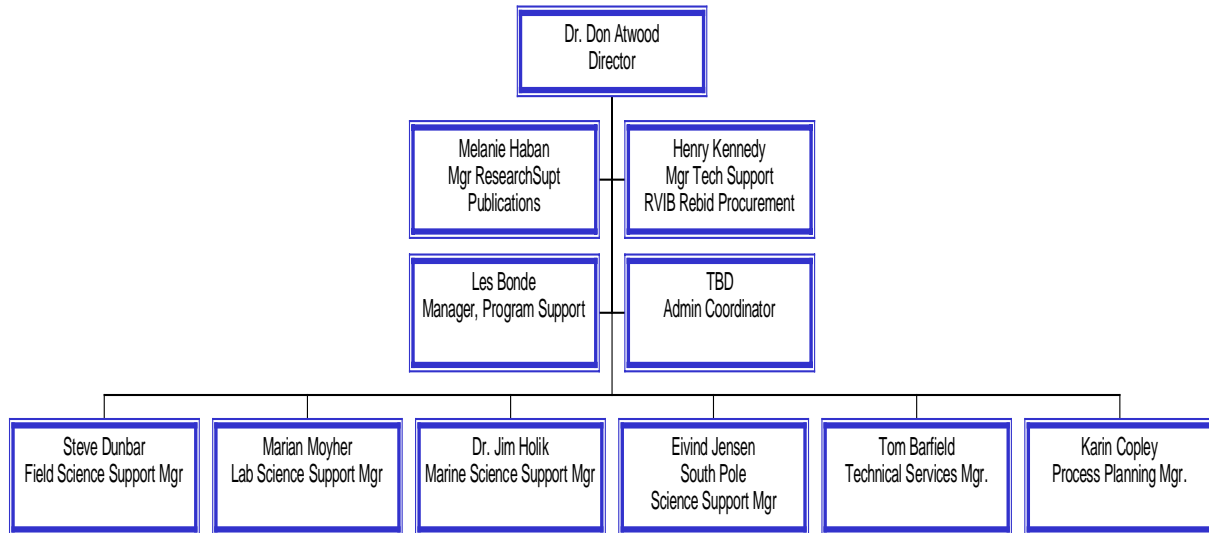 Dr. Don Atwood
Director
Melanie Haban
Mgr ResearchSupt
Publications
Henry Kennedy
Mgr Tech Support
RVIB Rebid Procurement
Les Bonde
Manager, Program Support
TBD
Admin Coordinator
Steve Dunbar
Field Science Support Mgr
Marian Moyher
Lab Science Support Mgr
Dr. Jim Holik
Marine Science Support Mgr
Eivind Jensen
South Pole
Science Support Mgr
Tom Barfield
Technical Services Mgr.
Karin Copley
Process Planning Mgr.